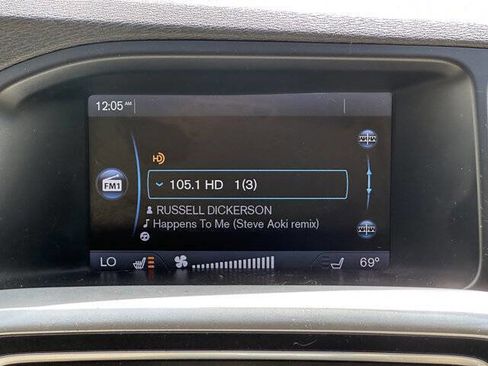 12:05 AM
HD
FM1
105.1 HD 1(3)
RUSSELL DICKERSON
Happens To Me (Steve Aoki remix)
LO
69°